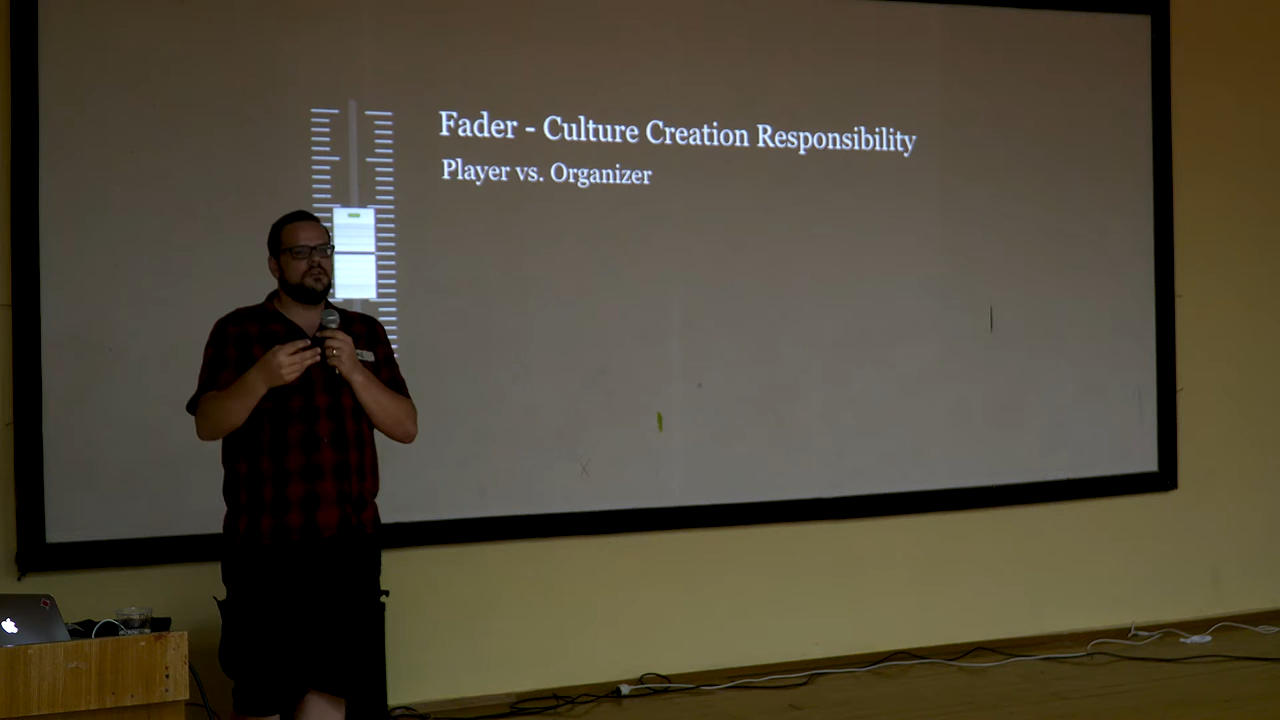 Fader - Culture Creation Responsibility
Player vs. Organizer